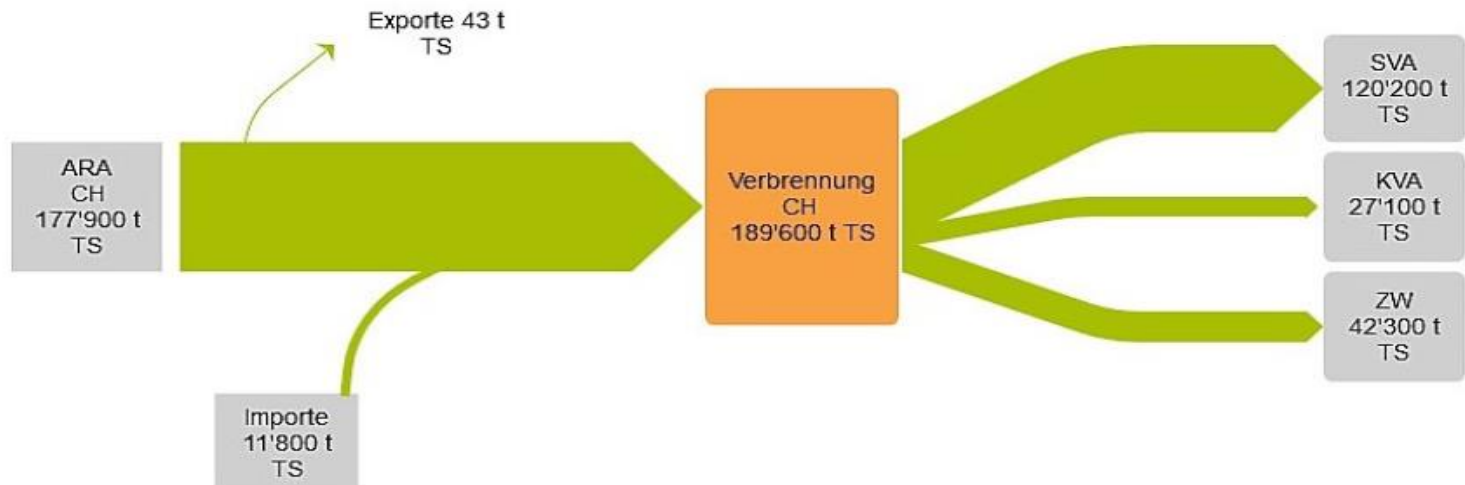 Exporte 43 t
TS
ARA
CH
177'900 t
TS
Importe
11'800 t
TS
Verbrennung
CH
189'600 t TS
SVA
120'200 t
TS
KVA
27'100 t
TS
ZW
42'300 t
TS